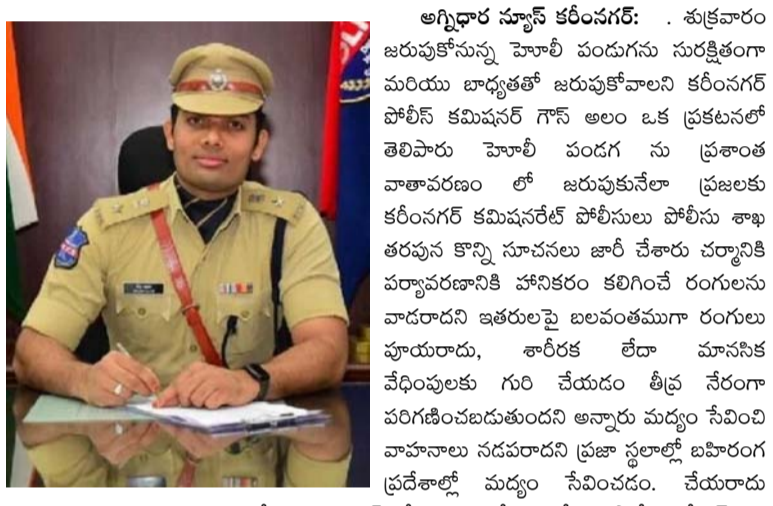 అగ్నిధార న్యూస్ కరీంనగర్: . శుక్రవారం
జరుపుకోనున్న హెూలీ పండుగను సురక్షితంగా
మరియు బాధ్యతతో జరుపుకోవాలని కరీంనగర్
పోలీస్ కమిషనర్ గౌస్ అలం ఒక ప్రకటనలో
తెలిపారు హెూలీ పండగ ను ప్రశాంత
వాతావరణం లో జరుపుకునేలా ప్రజలకు
కరీంనగర్ కమిషనరేట్ పోలీసులు పోలీసు శాఖ
తరపున కొన్ని సూచనలు జారీ చేశారు చర్మానికి
పర్యావరణానికి హానికరం కలిగించే రంగులను
వాడరాదని ఇతరులపై బలవంతముగా రంగులు
పూయరాదు, శారీరక లేదా మానసిక
వేధింపులకు గురి చేయడం తీవ్ర నేరంగా
పరిగణించబడుతుందని అన్నారు మద్యం సేవించి
వాహనాలు నడపరాదని ప్రజా స్థలాల్లో బహిరంగ
ప్రదేశాల్లో మద్యం సేవించడం. చేయరాదు